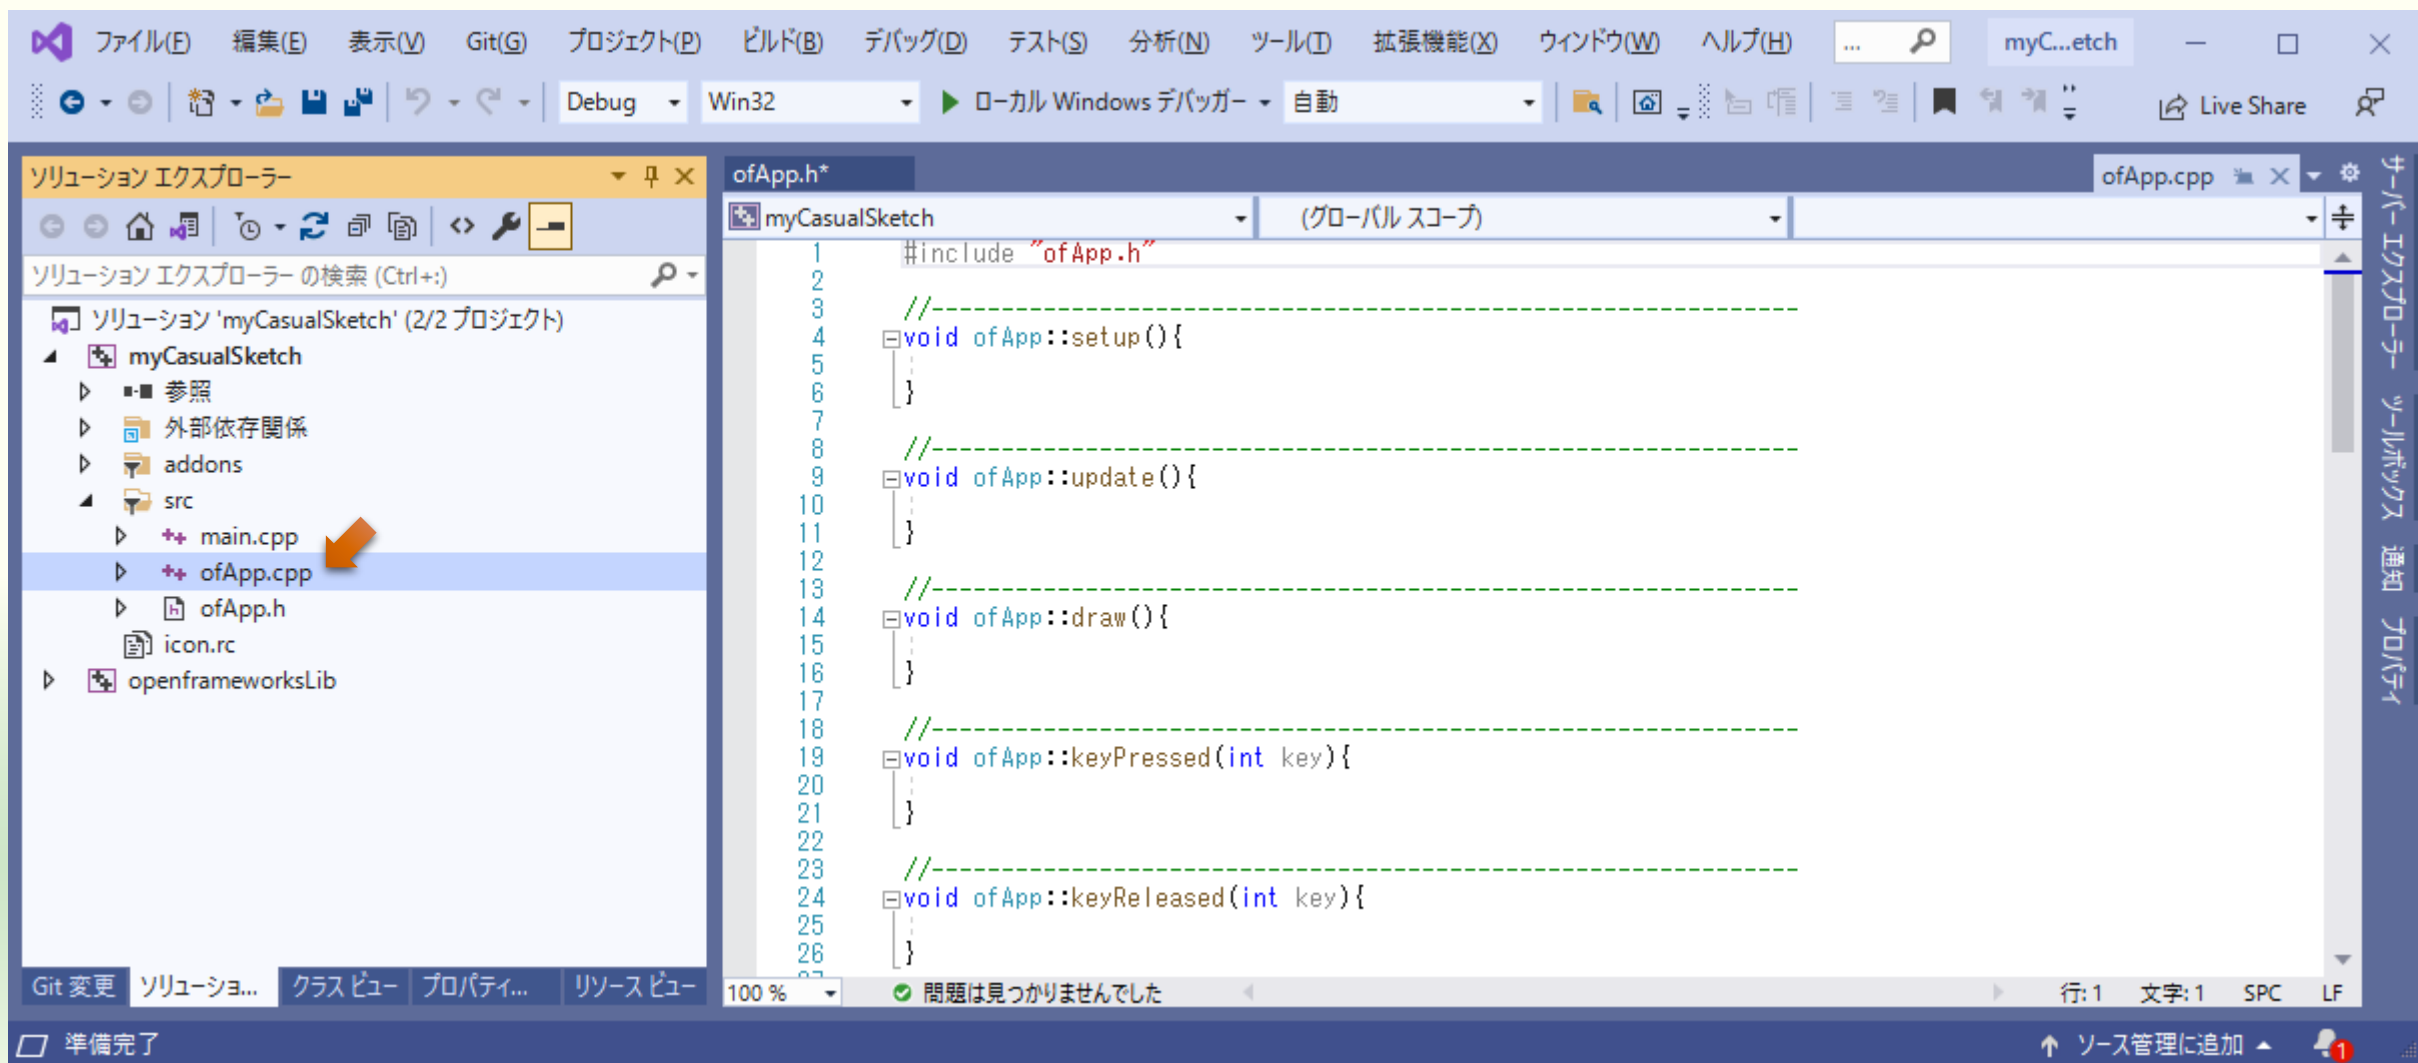 ファイル(F) 編集(E) 表示(V) Git(G) プロジェクト(P) ビルド(B) デバッグ(D) テスト(S) 分析(N) ツール(T) 拡張機能(X) ウィンドウ(W) ヘルプ(H) ... myC...etch
Debug Win32 ローカル Windows デバッガー 自動 Live Share
ソリューション エクスプローラー
ソリューション エクスプローラー の検索 (Ctrl+:)
ソリューション 'myCasualSketch' (2/2 プロジェクト)
myCasualSketch
参照
外部依存関係
addons
src
main.cpp
ofApp.cpp
ofApp.h
icon.rc
openframeworksLib
Git 変更 ソリューショ... クラス ビュー プロパティ... リソース ビュー
ofApp.h* ofApp.cpp
myCasualSketch (グローバル スコープ)
1 #include "ofApp.h"
2
3 //--------------------------------------------------------------
4 void ofApp::setup(){
5
6 }
7
8 //--------------------------------------------------------------
9 void ofApp::update(){
10
11 }
12
13 //--------------------------------------------------------------
14 void ofApp::draw(){
15
16 }
17
18 //--------------------------------------------------------------
19 void ofApp::keyPressed(int key){
20
21 }
22
23 //--------------------------------------------------------------
24 void ofApp::keyReleased(int key){
25
26 }
100 % 問題は見つかりませんでした 行: 1 文字: 1 SPC LF
サーバー エクスプローラー
ツールボックス
通知
プロパティ
準備完了 ソース管理に追加 1